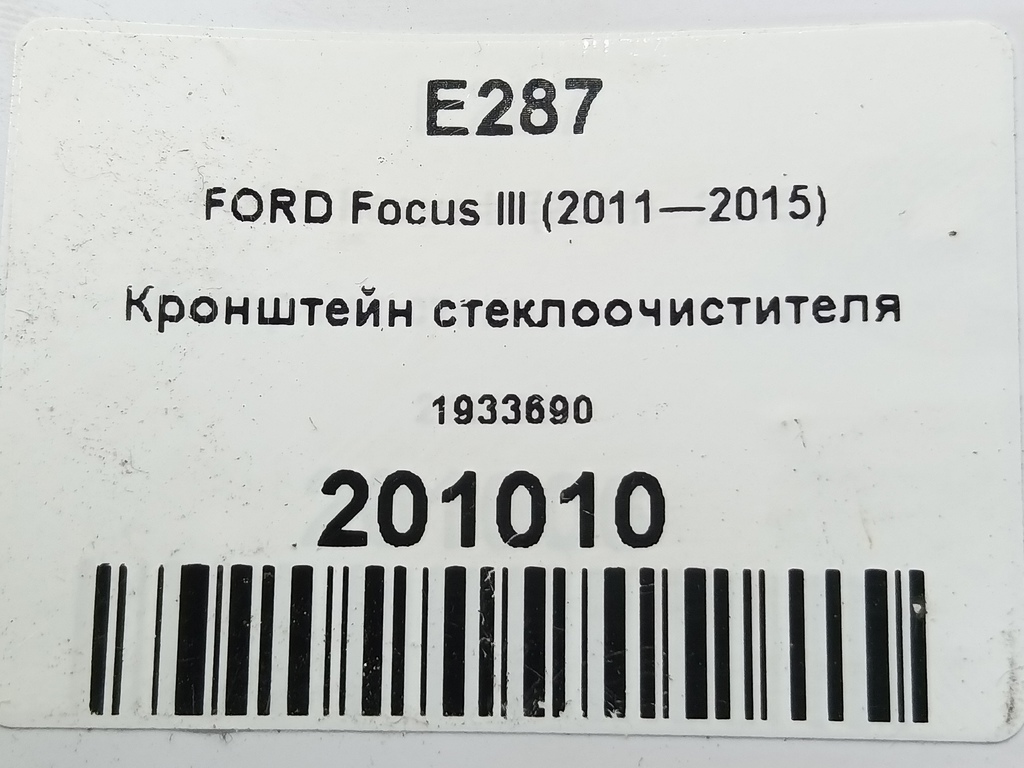 E287
FORD Focus III (2011—2015)
Кронштейн стеклоочистителя
1933690
201010